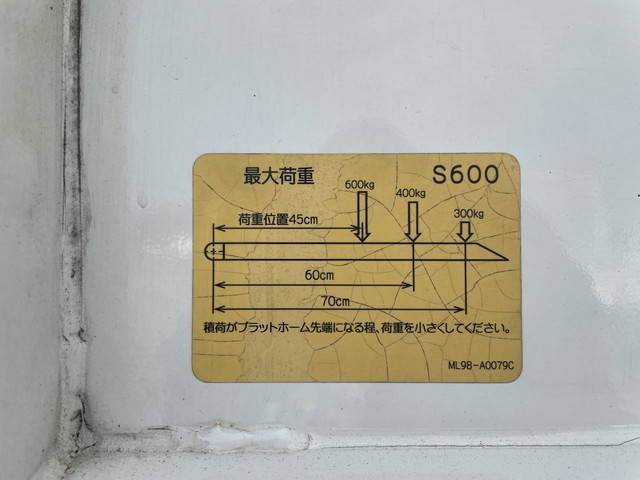 最大荷重 S600
600kg 400kg 300kg
荷重位置45cm
60cm
70cm
積荷がプラットホーム先端になる程、荷重を小さくしてください。
ML98-A0079C